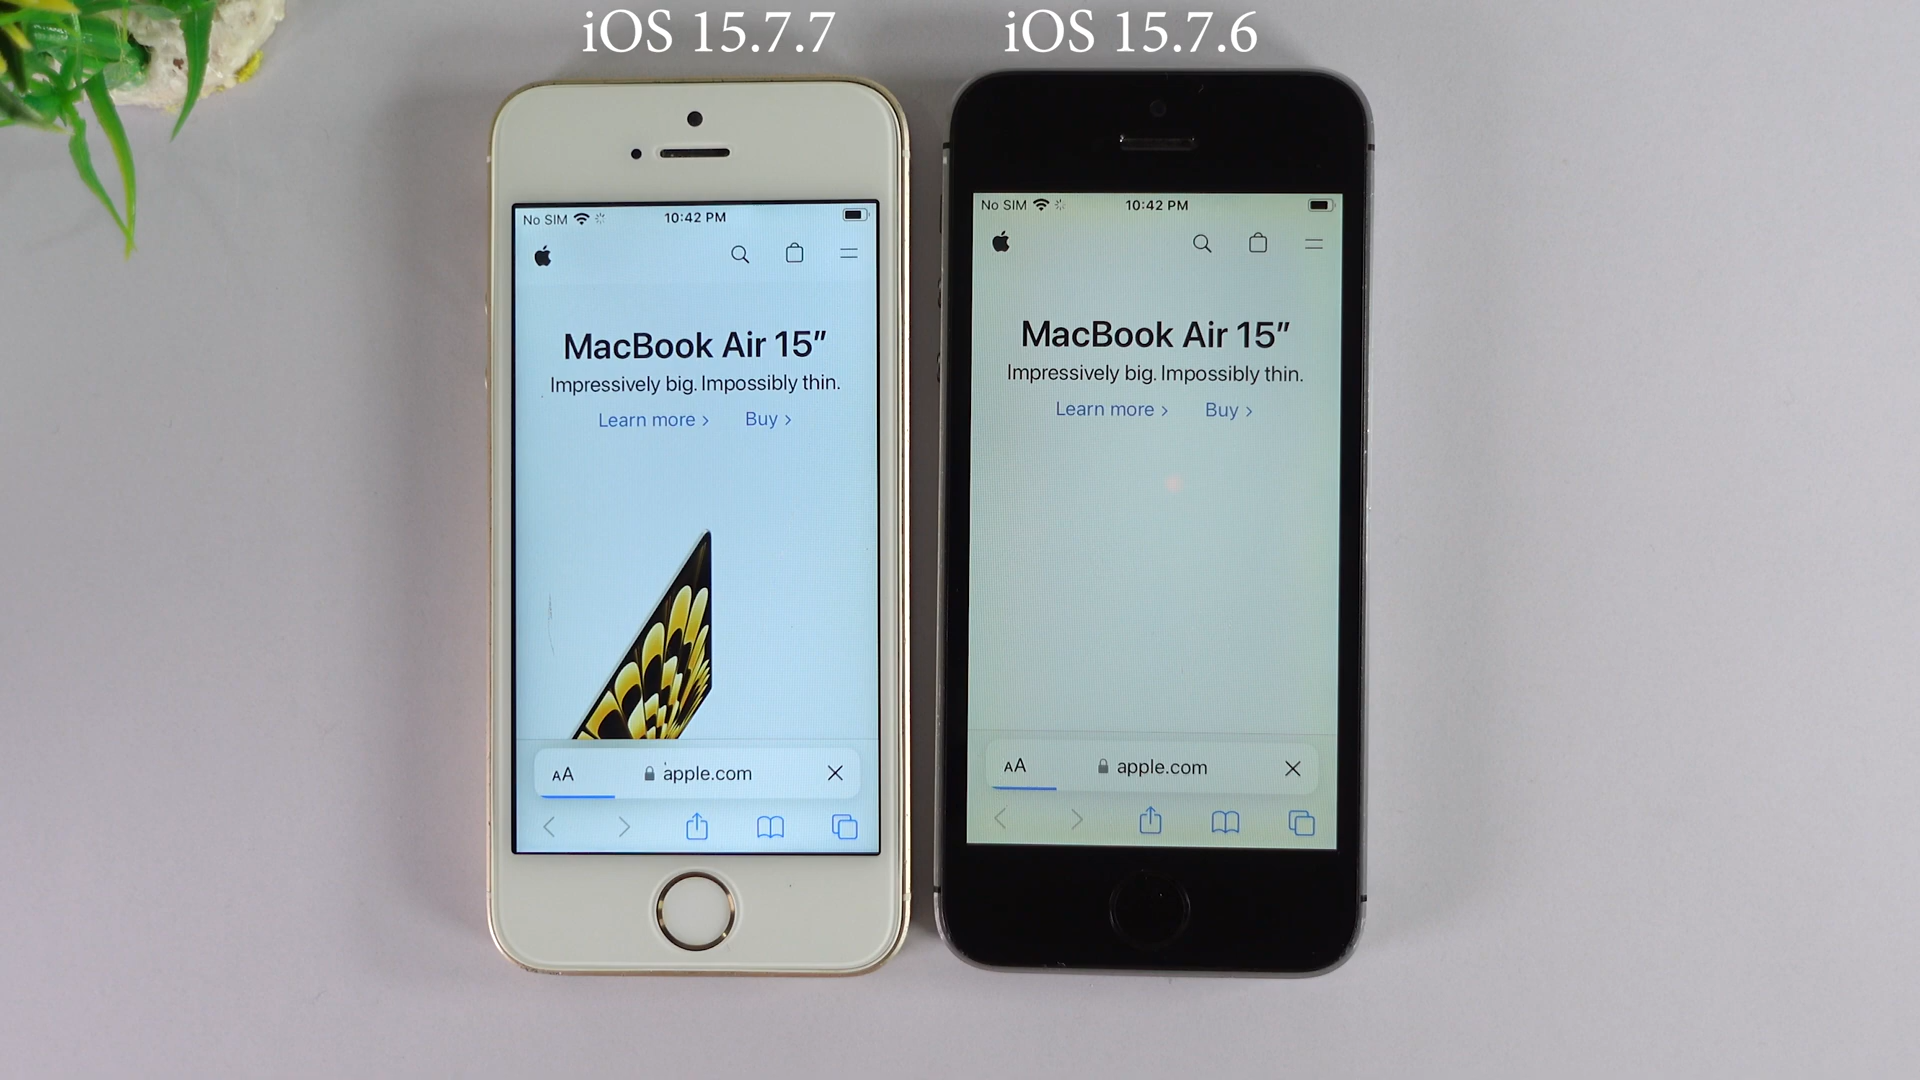 iOS 15.7.7
iOS 15.7.6
No SIM 10:42 PM
MacBook Air 15”
Impressively big. Impossibly thin.
Learn more > Buy >
AA apple.com
No SIM 10:42 PM
MacBook Air 15”
Impressively big. Impossibly thin.
Learn more > Buy >
AA apple.com